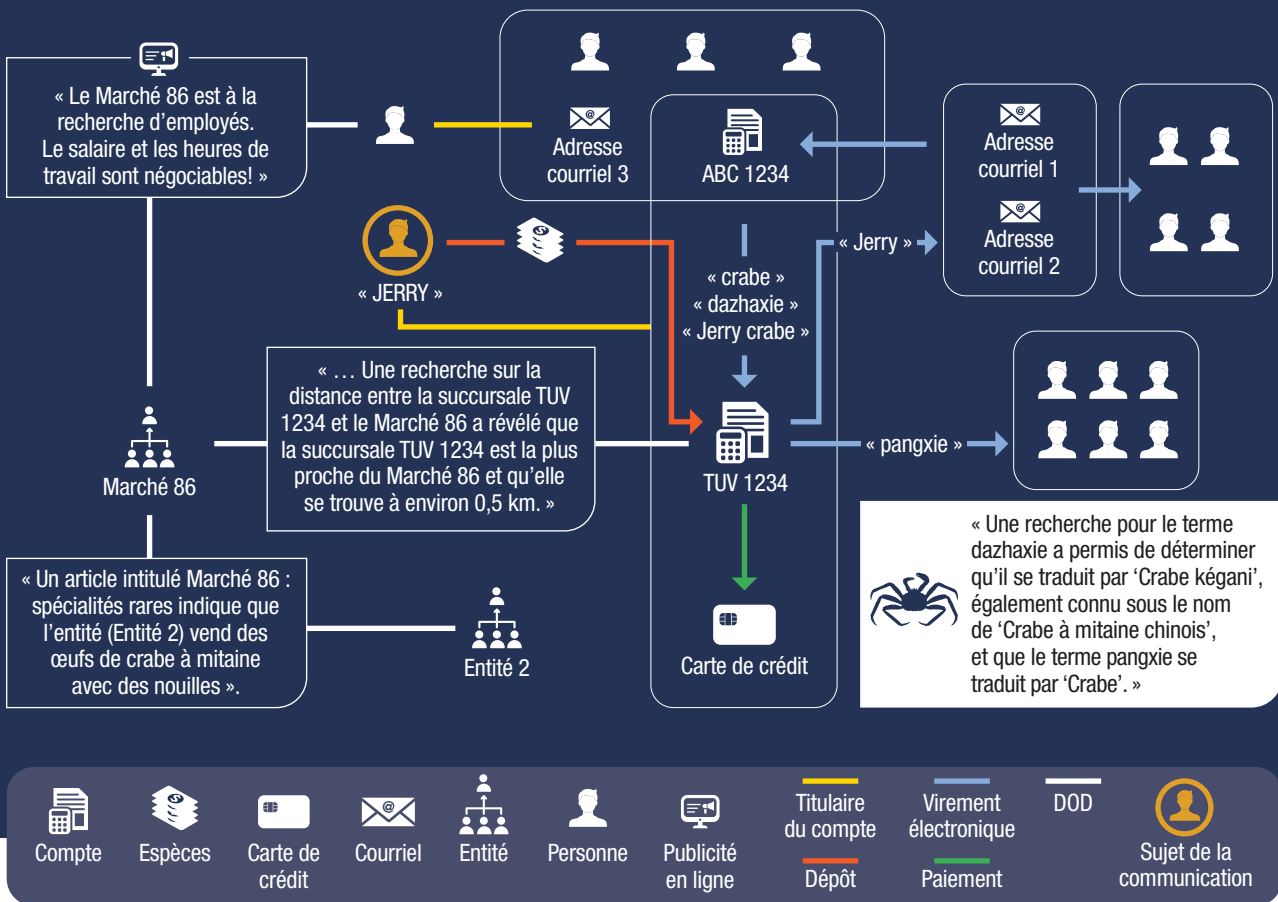 « Le Marché 86 est à la
recherche d'employés.
Le salaire et les heures de
travail sont négociables! »
Adresse
courriel 3
ABC 1234
Adresse
courriel 1
Adresse
courriel 2
« JERRY »
« crabe »
« dazhaxie »
« Jerry crabe »
« Jerry »
Marché 86
« … Une recherche sur la
distance entre la succursale TUV
1234 et le Marché 86 a révélé que
la succursale TUV 1234 est la plus
proche du Marché 86 et qu'elle
se trouve à environ 0,5 km. »
TUV 1234
« pangxie »
« Un article intitulé Marché 86 :
spécialités rares indique que
l'entité (Entité 2) vend des
œufs de crabe à mitaine
avec des nouilles ».
Entité 2
Carte de crédit
« Une recherche pour le terme
dazhaxie a permis de déterminer
qu'il se traduit par 'Crabe kégani',
également connu sous le nom
de 'Crabe à mitaine chinois',
et que le terme pangxie se
traduit par 'Crabe'. »
Compte
Espèces
Carte de
crédit
Courriel
Entité
Personne
Publicité
en ligne
Titulaire
du compte
Dépôt
Virement
électronique
Paiement
DOD
Sujet de la
communication